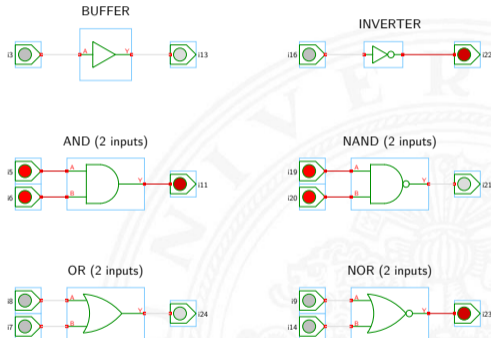 BUFFER
INVERTER
i3 A Y i13
i16 i22
AND (2 inputs)
NAND (2 inputs)
i5 A
i6 B Y i11
i19 A
i20 B Y i21
OR (2 inputs)
NOR (2 inputs)
i8 A
i7 B Y i24
i9 A
i14 B Y i23
UNIVER